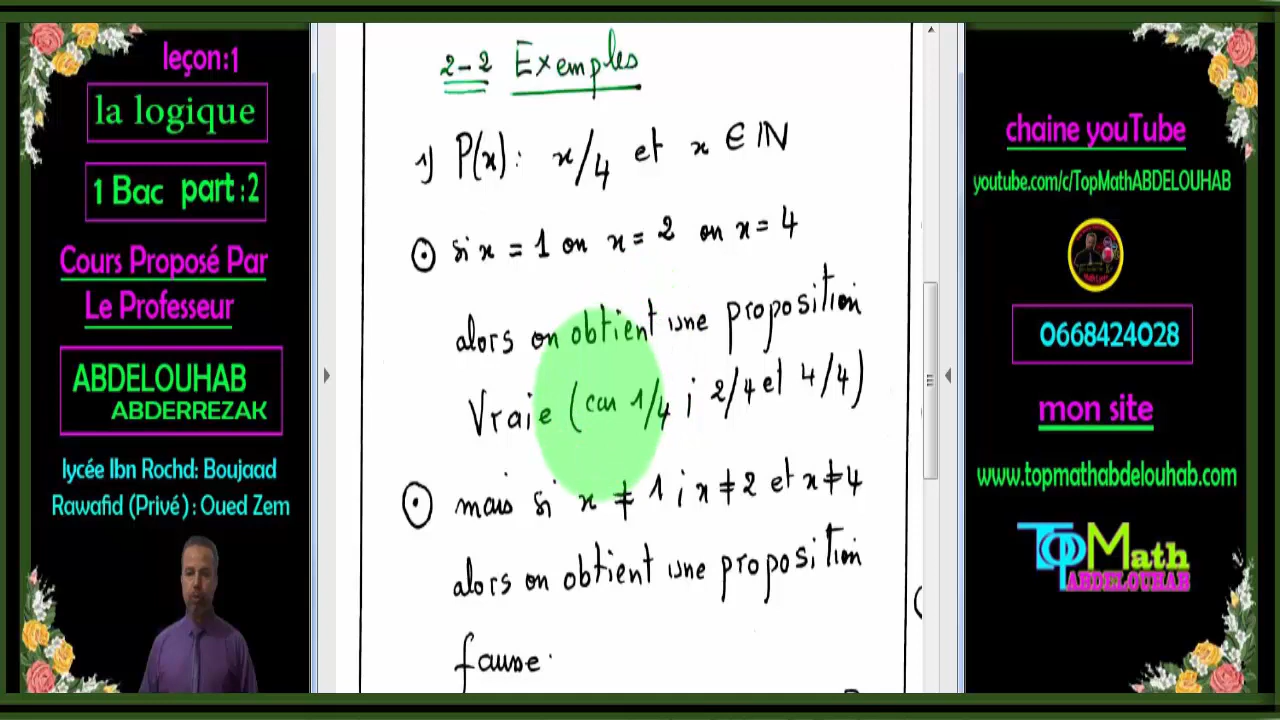 leçon:1
la logique
1 Bac part:2
Cours Proposé Par
Le Professeur
ABDELOUHAB
ABDERREZAK
lycée Ibn Rochd: Boujaad
Rawafid (Privé) : Oued Zem
2-2 Exemples
1) P(x): x/4 et x ∈ ℕ
⊙ si x = 1 ou x = 2 ou x = 4
alors on obtient une proposition
Vraie (car 1/4 ; 2/4 et 4/4)
⊙ mais si x ≠ 1 ; x ≠ 2 et x ≠ 4
alors on obtient une proposition
fausse.
chaine youTube
youtube.com/c/TopMathABDELOUHAB
0668424028
mon site
www.topmathabdelouhab.com
TOP Math
ABDELOUHAB